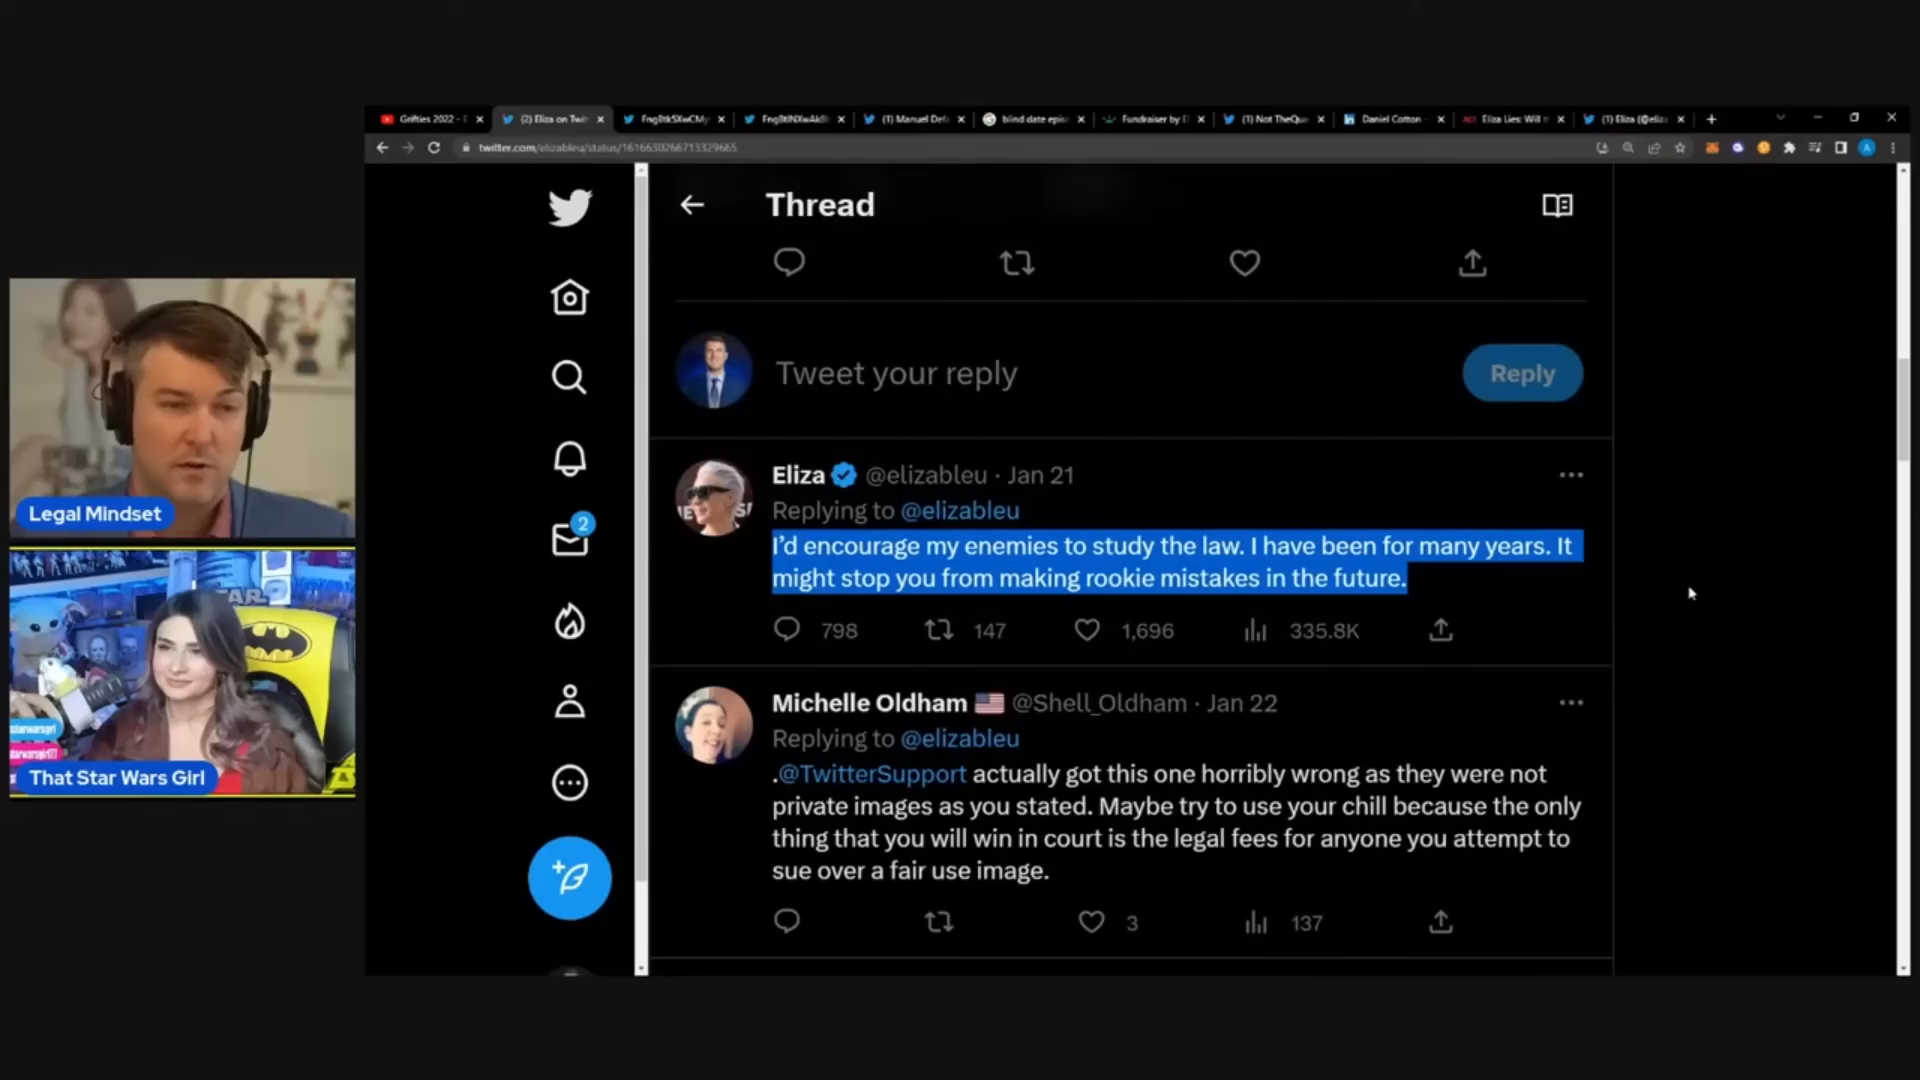 Grifties 2022 -
(2) Eliza on Twi
(1) Manuel Def
blind date epis
Fundraiser by E
(1) Not TheQue
Daniel Cotton -
Eliza Lies: Will
(1) Eliza (@eliza
twitter.com/elizableu/status/1616630266713329665
Thread
Tweet your reply
Reply
Eliza @elizableu · Jan 21
Replying to @elizableu
I'd encourage my enemies to study the law. I have been for many years. It
might stop you from making rookie mistakes in the future.
798 147 1,696 335.8K
Michelle Oldham @Shell_Oldham · Jan 22
Replying to @elizableu
.@TwitterSupport actually got this one horribly wrong as they were not
private images as you stated. Maybe try to use your chill because the only
thing that you will win in court is the legal fees for anyone you attempt to
sue over a fair use image.
3 137
2
Legal Mindset
STAR
That Star Wars Girl